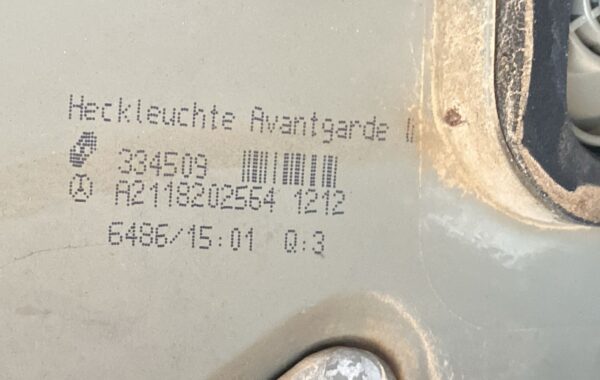 Heckleuchte Avantgarde
334509
A2118202564 1212
6486/15:01 Q:3